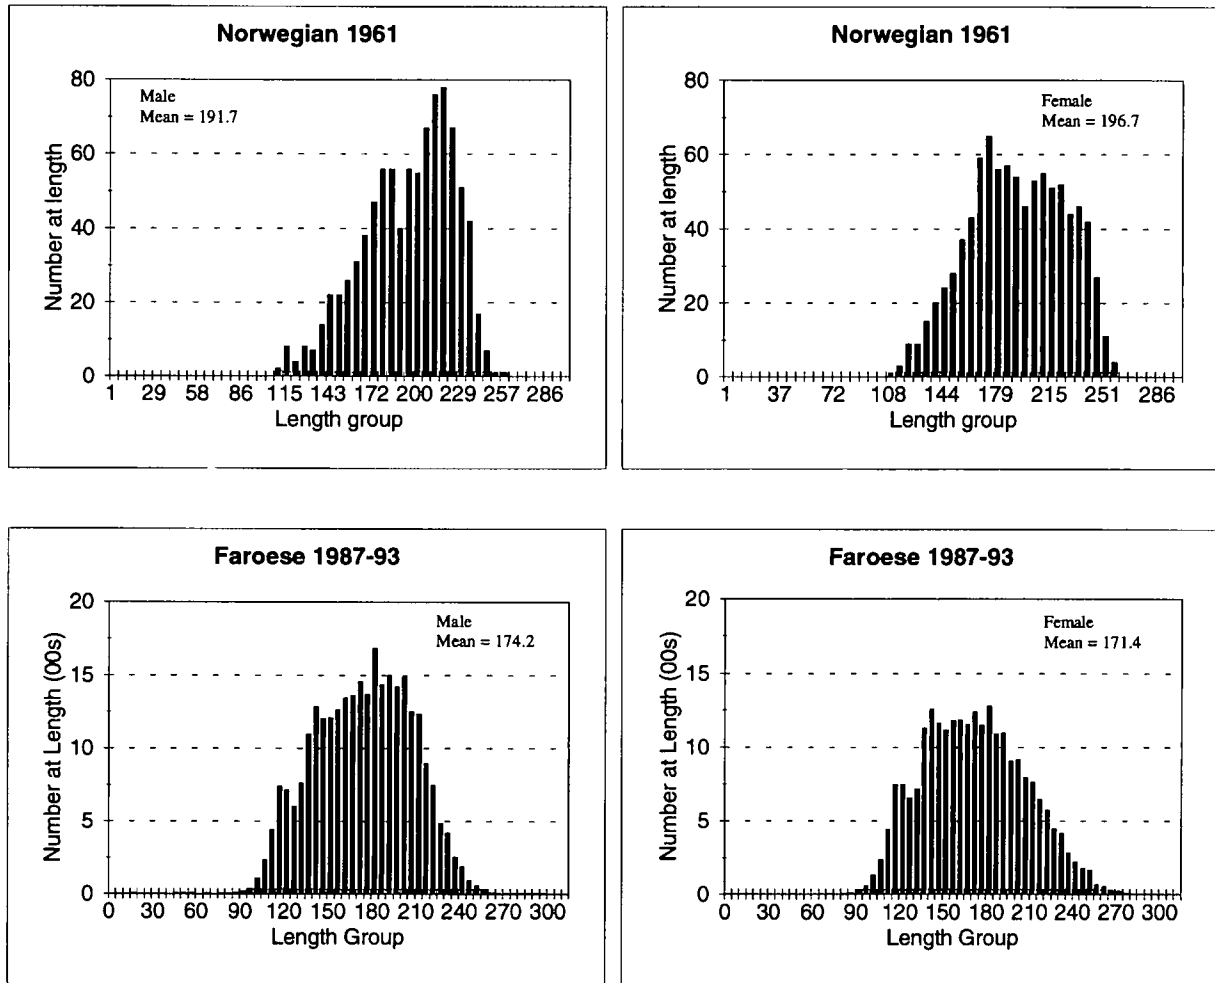 Norwegian 1961
Male
Mean = 191.7
Number at length
80
60
40
20
0
1 29 58 86 115 143 172 200 229 257 286
Length group
Norwegian 1961
Female
Mean = 196.7
Number at length
80
60
40
20
0
1 37 72 108 144 179 215 251 286
Length group
Faroese 1987-93
Male
Mean = 174.2
Number at Length (00s)
20
15
10
5
0
0 30 60 90 120 150 180 210 240 270 300
Length Group
Faroese 1987-93
Female
Mean = 171.4
Number at Length (00s)
20
15
10
5
0
0 30 60 90 120 150 180 210 240 270 300
Length Group